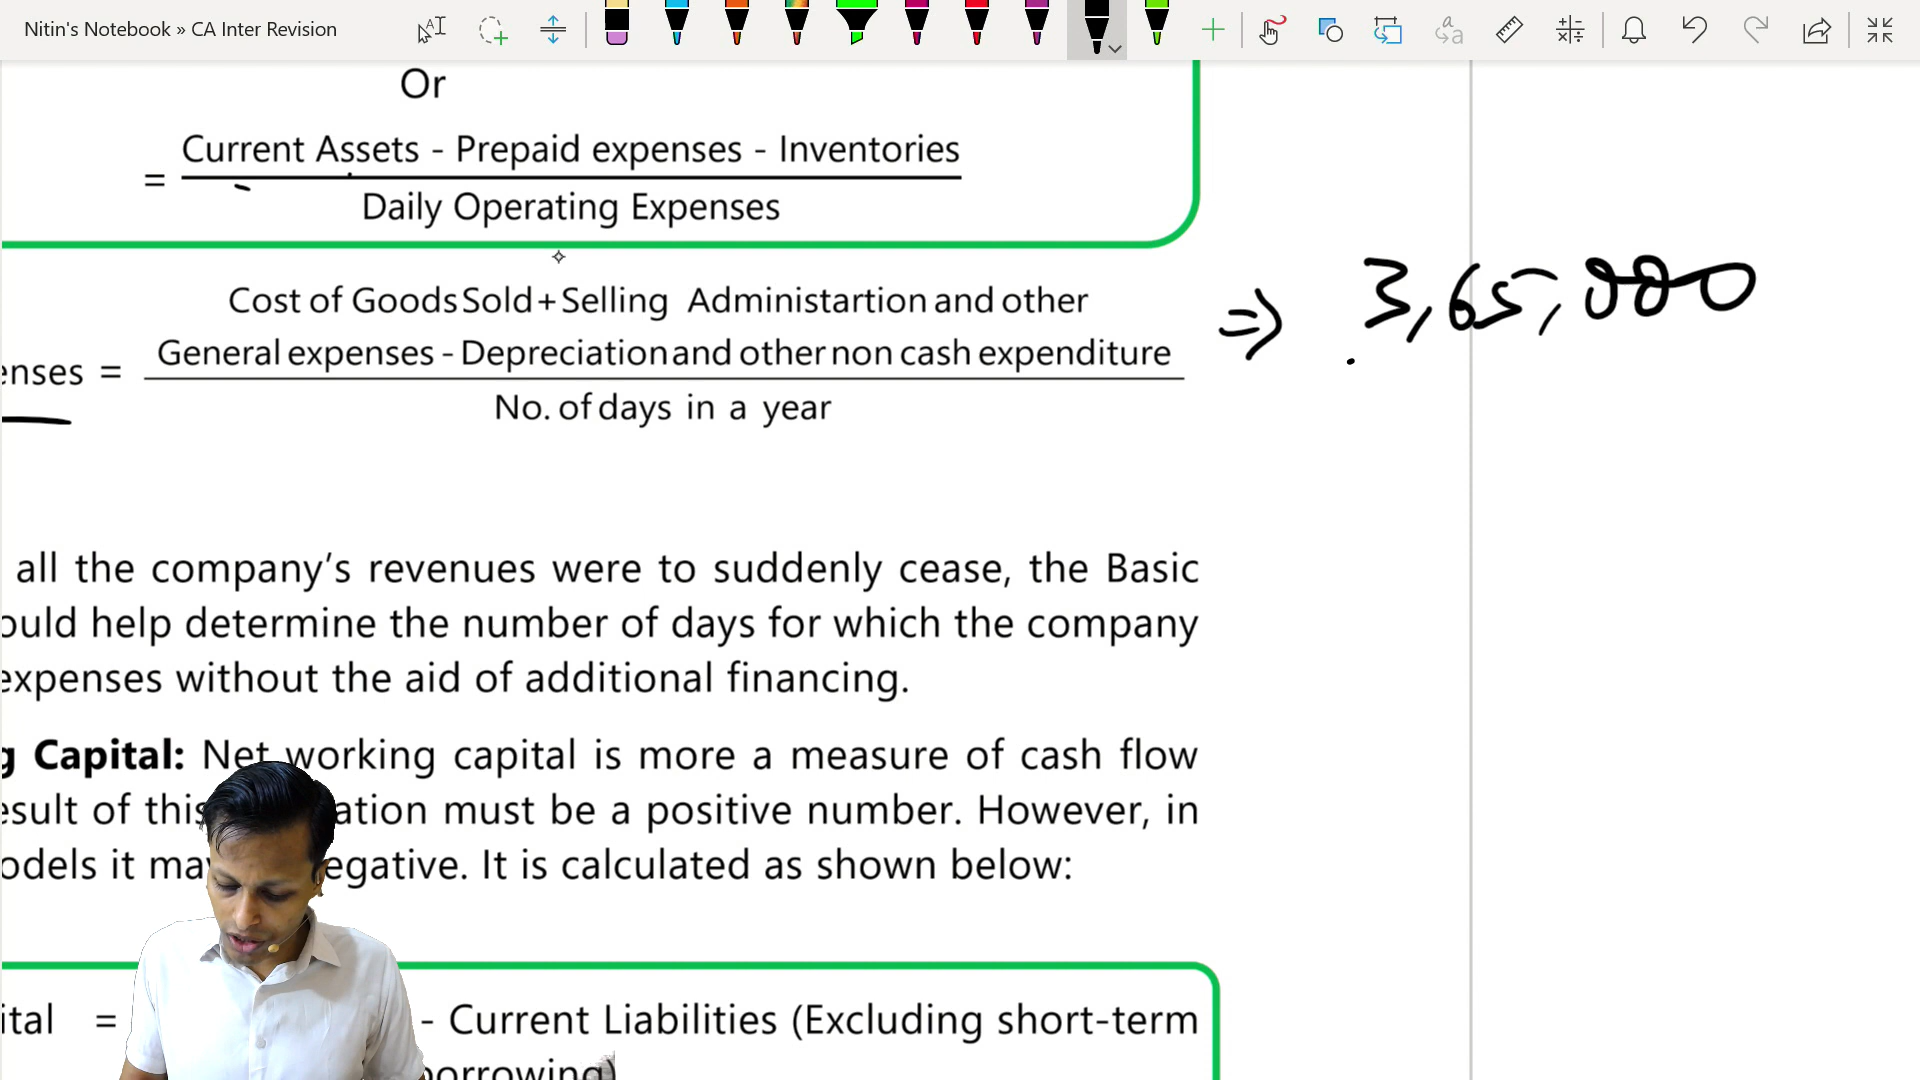 Nitin's Notebook » CA Inter Revision
Or
= Current Assets - Prepaid expenses - Inventories
Daily Operating Expenses
Cost of Goods Sold + Selling Administartion and other
enses = General expenses - Depreciation and other non cash expenditure
No. of days in a year
⇒ 3,65,000
all the company's revenues were to suddenly cease, the Basic
ould help determine the number of days for which the company
expenses without the aid of additional financing.
g Capital: Net working capital is more a measure of cash flow
esult of this ation must be a positive number. However, in
odels it ma egative. It is calculated as shown below:
ital = - Current Liabilities (Excluding short-term
borrowing)